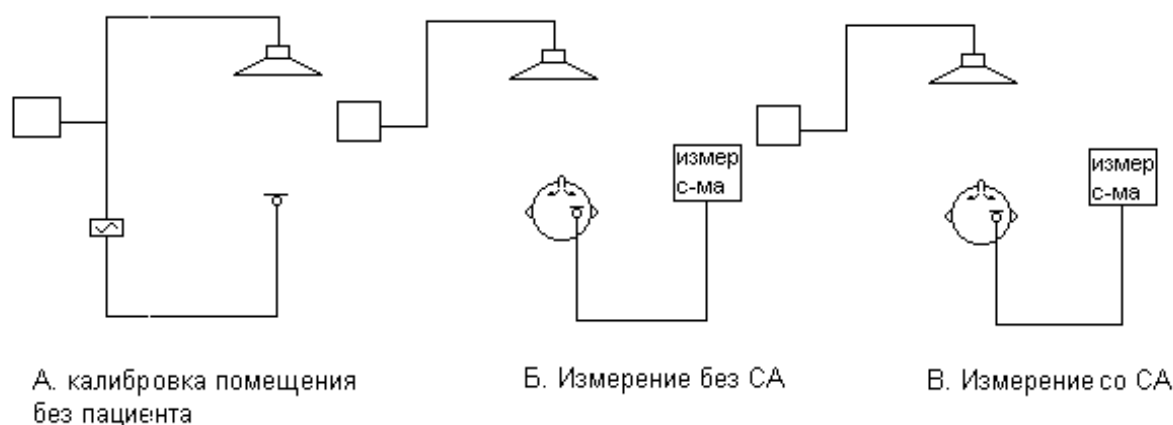 измер
с-ма
измер
с-ма
А. калибровка помещения
без пациента
Б. Измерение без СА
В. Измерение со СА